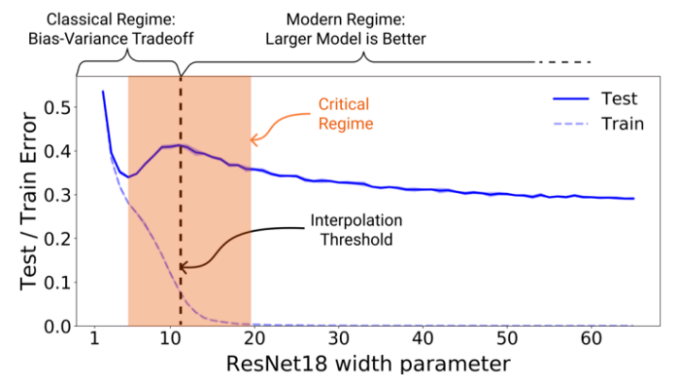 Classical Regime:
Bias-Variance Tradeoff
Modern Regime:
Larger Model is Better
Critical
Regime
Test
Train
Interpolation
Threshold
Test / Train Error
0.5
0.4
0.3
0.2
0.1
0.0
1 10 20 30 40 50 60
ResNet18 width parameter